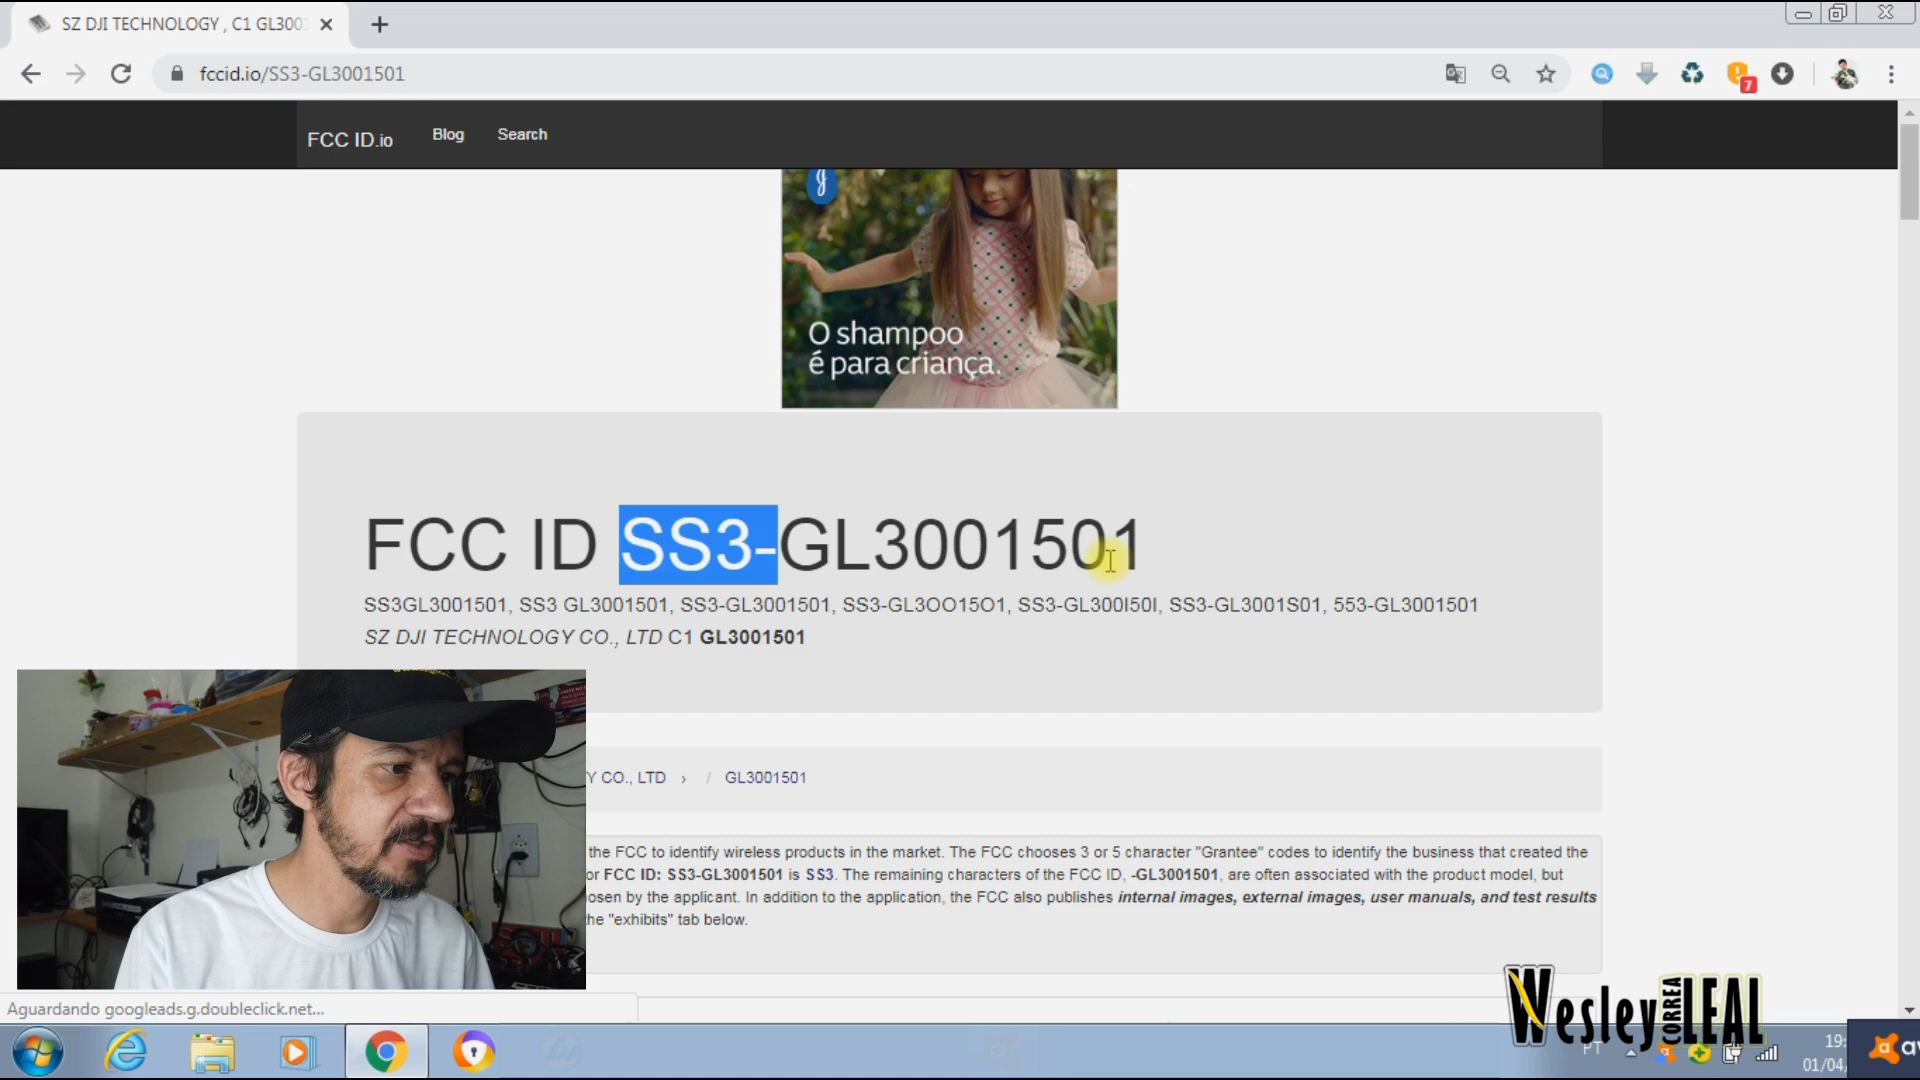 SZ DJI TECHNOLOGY , C1 GL300
fccid.io/SS3-GL3001501
7
FCC ID.io Blog Search
O shampoo
é para criança.
FCC ID SS3-GL3001501
SS3GL3001501, SS3 GL3001501, SS3-GL3001501, SS3-GL3OO15O1, SS3-GL300I50I, SS3-GL3001S01, 553-GL3001501
SZ DJI TECHNOLOGY CO., LTD C1 GL3001501
Y CO., LTD › / GL3001501
the FCC to identify wireless products in the market. The FCC chooses 3 or 5 character "Grantee" codes to identify the business that created the
or FCC ID: SS3-GL3001501 is SS3. The remaining characters of the FCC ID, -GL3001501, are often associated with the product model, but
osen by the applicant. In addition to the application, the FCC also publishes internal images, external images, user manuals, and test results
he "exhibits" tab below.
Aguardando googleads.g.doubleclick.net...
Wesley CORREA LEAL
PT
19:
01/04/
av